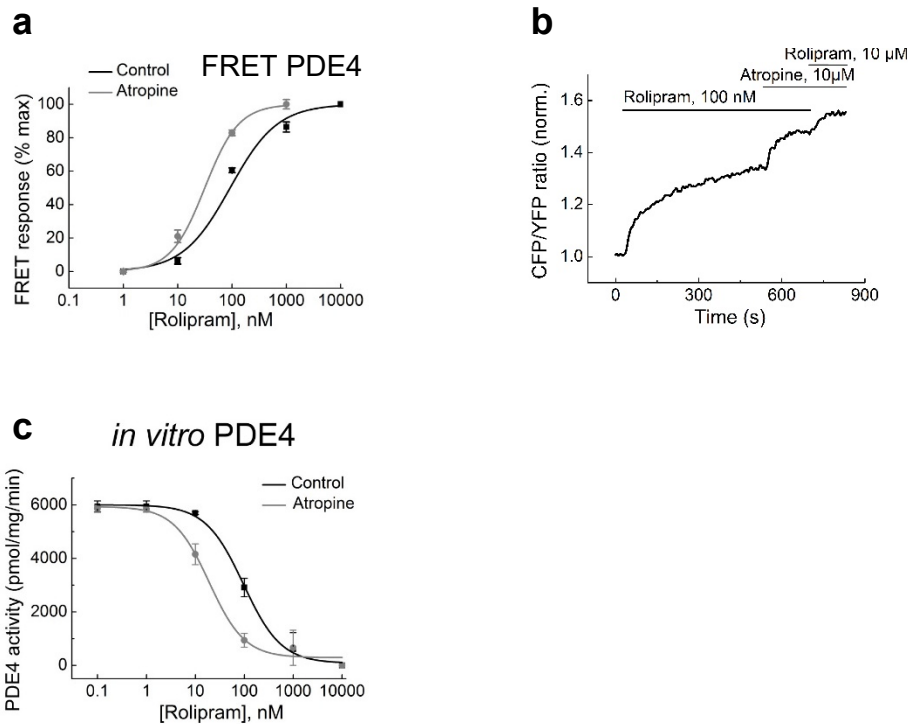 a
FRET PDE4
Control
Atropine
FRET response (% max)
100
80
60
40
20
0
0.1 1 10 100 1000 10000
[Rolipram], nM
b
Rolipram, 10 µM
Atropine, 10µM
Rolipram, 100 nM
CFP/YFP ratio (norm.)
1.6
1.4
1.2
1.0
0 300 600 900
Time (s)
c
in vitro PDE4
Control
Atropine
PDE4 activity (pmol/mg/min)
6000
4000
2000
0
0.1 1 10 100 1000 10000
[Rolipram], nM